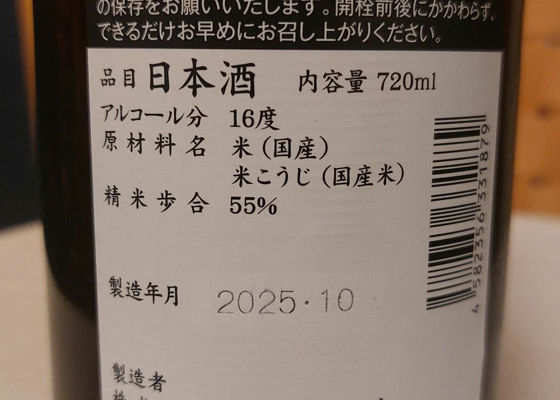 の保存をお願いいたします。開栓前後にかかわらず、
できるだけお早めにお召し上がりください。
品目 日本酒 内容量 720ml
アルコール分 16度
原材料名 米(国産)
米こうじ(国産米)
精米歩合 55%
製造年月 2025・10
製造者
4582356331879